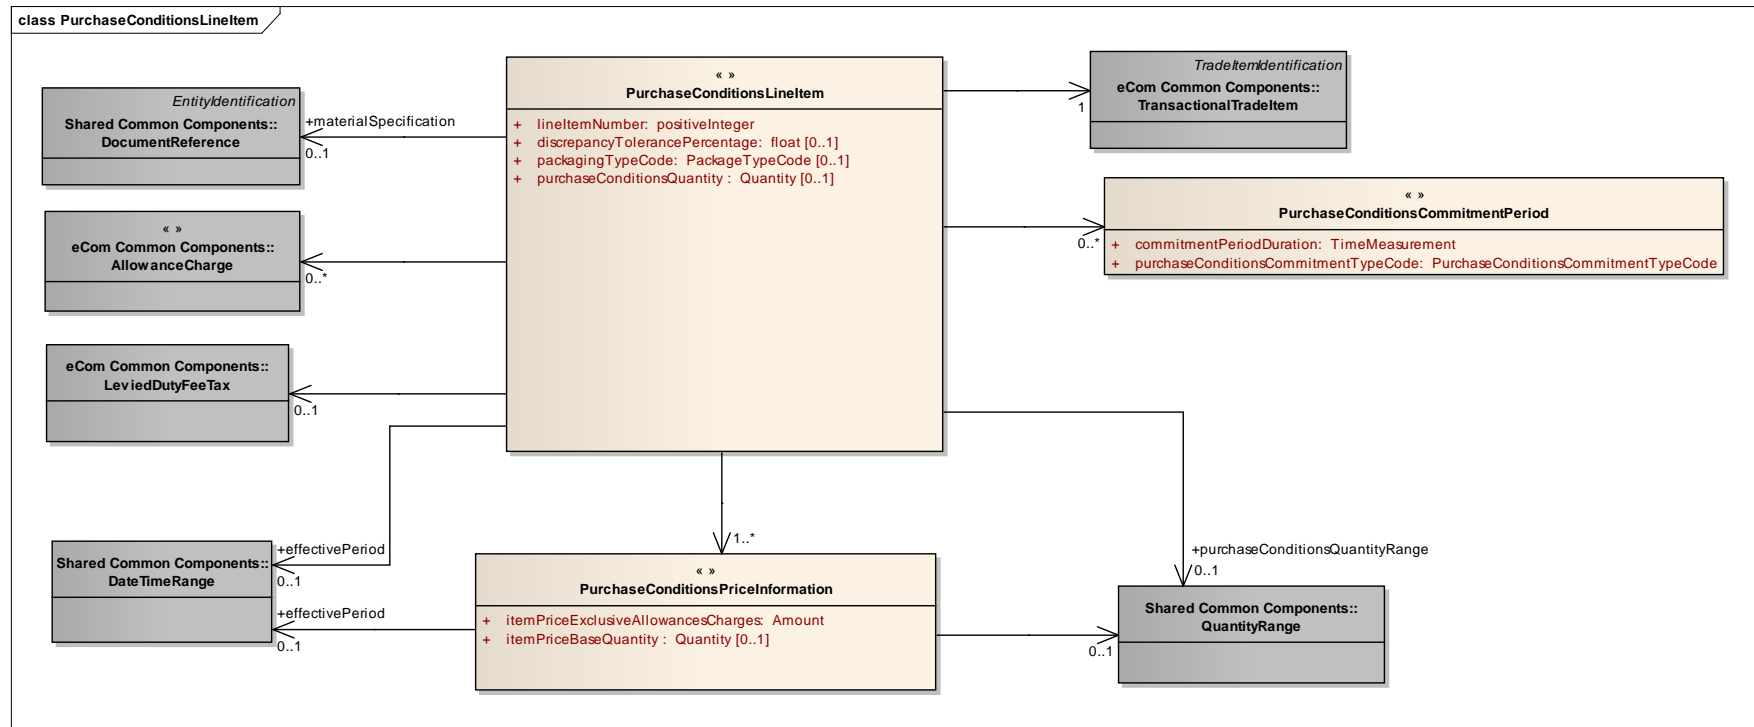 class PurchaseConditionsLineItem
EntityIdentification
Shared Common Components::
DocumentReference
+materialSpecification
0..1
« »
PurchaseConditionsLineItem
+ lineItemNumber: positiveInteger
+ discrepancyTolerancePercentage: float [0..1]
+ packagingTypeCode: PackageTypeCode [0..1]
+ purchaseConditionsQuantity : Quantity [0..1]
TradeItemIdentification
eCom Common Components::
TransactionalTradeItem
1
« »
eCom Common Components::
AllowanceCharge
0..*
« »
PurchaseConditionsCommitmentPeriod
+ commitmentPeriodDuration: TimeMeasurement
+ purchaseConditionsCommitmentTypeCode: PurchaseConditionsCommitmentTypeCode
0..*
eCom Common Components::
LeviedDutyFeeTax
0..1
Shared Common Components::
DateTimeRange
+effectivePeriod
0..1
+effectivePeriod
0..1
1..*
« »
PurchaseConditionsPriceInformation
+ itemPriceExclusiveAllowancesCharges: Amount
+ itemPriceBaseQuantity : Quantity [0..1]
+purchaseConditionsQuantityRange
0..1
Shared Common Components::
QuantityRange
0..1